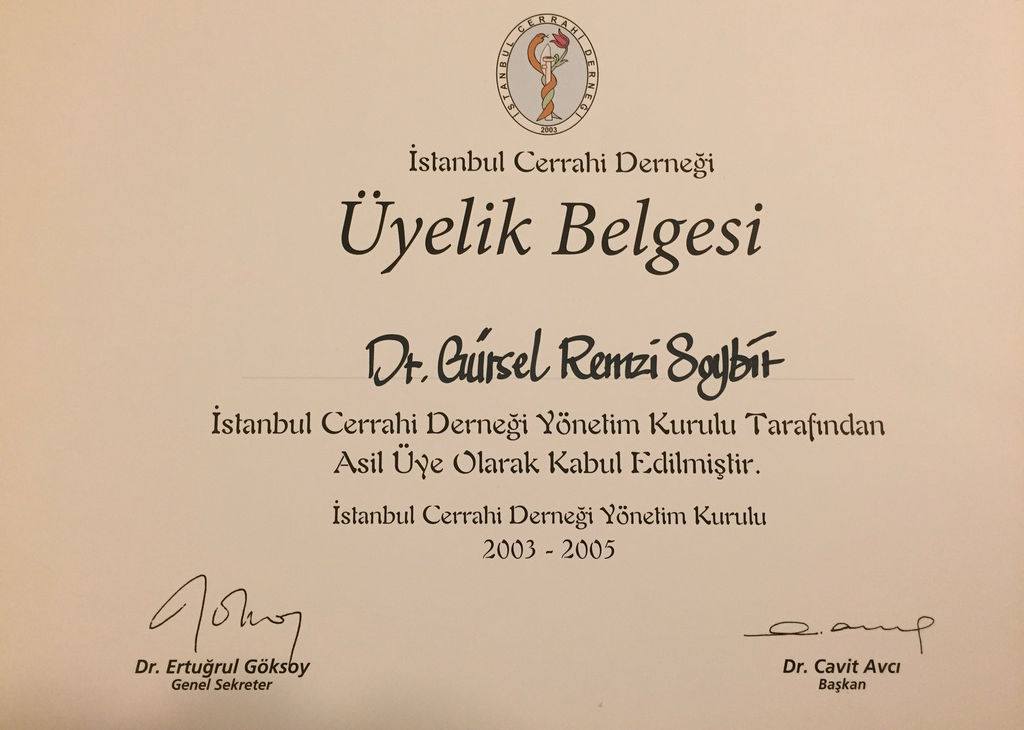 İSTANBUL CERRAHİ DERNEĞİ
2003
İstanbul Cerrahi Derneği
Üyelik Belgesi
Dr. Gürsel Remzi Soybir
İstanbul Cerrahi Derneği Yönetim Kurulu Tarafından
Asil Üye Olarak Kabul Edilmiştir.
İstanbul Cerrahi Derneği Yönetim Kurulu
2003 - 2005
Dr. Ertuğrul Göksoy
Genel Sekreter
Dr. Cavit Avcı
Başkan